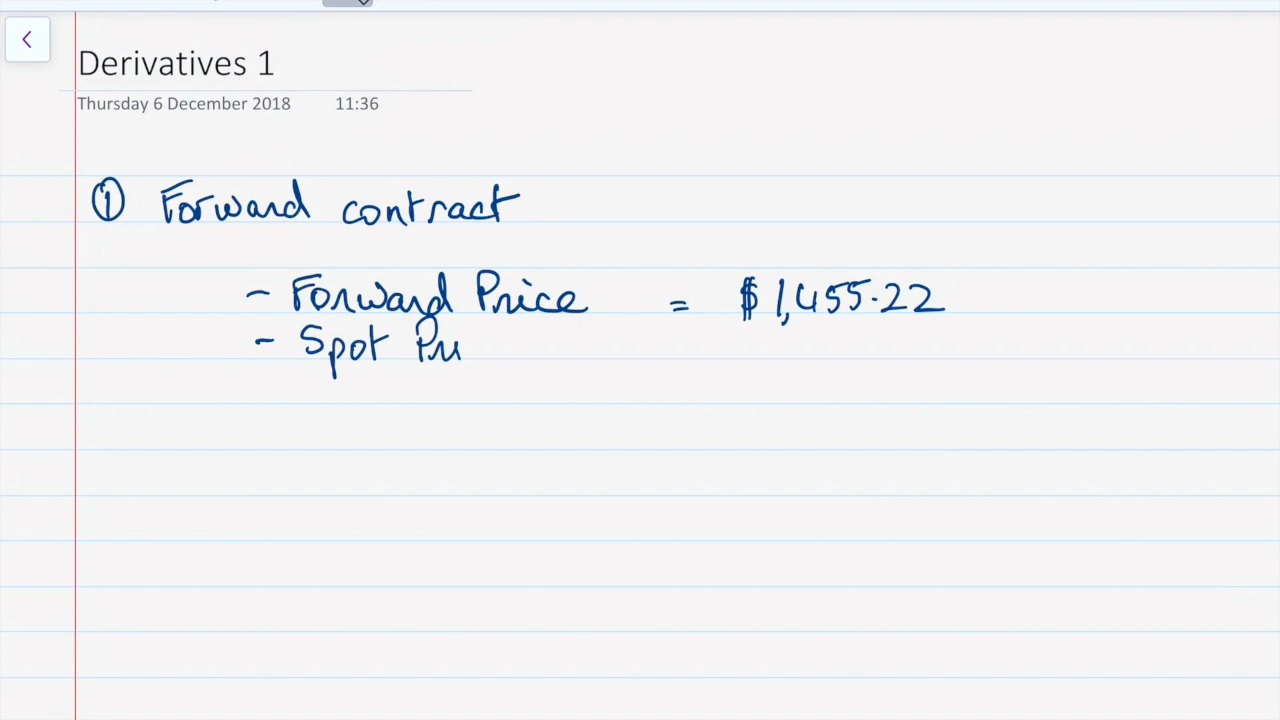 Derivatives 1
Thursday 6 December 2018 11:36
① Forward contract
- Forward Price = $1,455.22
- Spot Pri